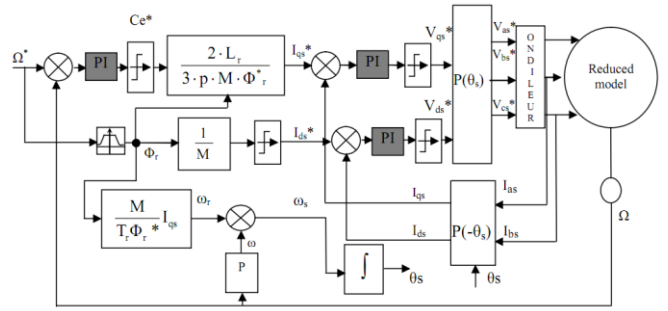 Ω*
PI
Ce*
2·Lr
3·p·M·Φ*r
Iqs*
PI
Vqs*
P(θs)
Vas*
Vbs*
Vcs*
ONDILEUR
Reduced
model
Φr
1
M
Ids*
PI
Vds*
M
TrΦr*
Iqs
ωr
ωs
ω
P
∫
θs
Iqs
Ids
P(-θs)
Ias
Ibs
θs
Ω